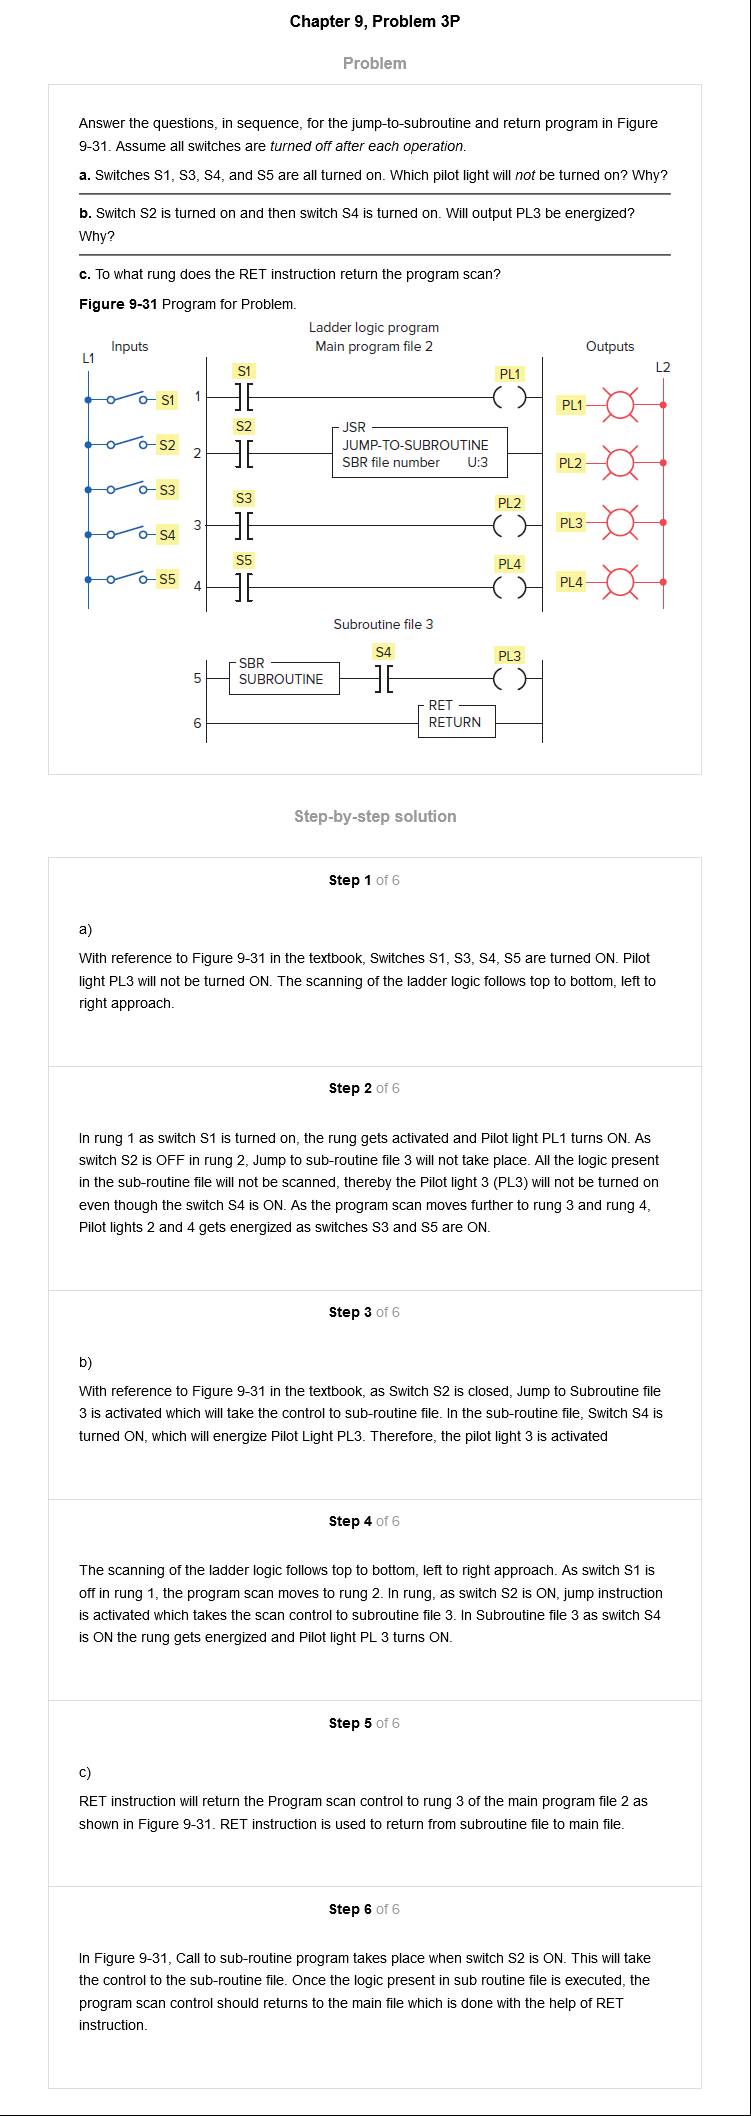 Chapter 9, Problem 3P
Problem
Answer the questions, in sequence, for the jump-to-subroutine and return program in Figure
9-31. Assume all switches are turned off after each operation.
a. Switches S1, S3, S4, and S5 are all turned on. Which pilot light will not be turned on? Why?
b. Switch S2 is turned on and then switch S4 is turned on. Will output PL3 be energized?
Why?
c. To what rung does the RET instruction return the program scan?
Figure 9-31 Program for Problem.
Ladder logic program
Inputs
Main program file 2
Outputs
L1
L2
S1
S2
S3
S4
S5
1
S1
PL1
2
S2
JSR
JUMP-TO-SUBROUTINE
SBR file number U:3
3
S3
PL2
4
S5
PL4
PL1
PL2
PL3
PL4
Subroutine file 3
5
SBR
SUBROUTINE
S4
PL3
6
RET
RETURN
Step-by-step solution
Step 1 of 6
a)
With reference to Figure 9-31 in the textbook, Switches S1, S3, S4, S5 are turned ON. Pilot
light PL3 will not be turned ON. The scanning of the ladder logic follows top to bottom, left to
right approach.
Step 2 of 6
In rung 1 as switch S1 is turned on, the rung gets activated and Pilot light PL1 turns ON. As
switch S2 is OFF in rung 2, Jump to sub-routine file 3 will not take place. All the logic present
in the sub-routine file will not be scanned, thereby the Pilot light 3 (PL3) will not be turned on
even though the switch S4 is ON. As the program scan moves further to rung 3 and rung 4,
Pilot lights 2 and 4 gets energized as switches S3 and S5 are ON.
Step 3 of 6
b)
With reference to Figure 9-31 in the textbook, as Switch S2 is closed, Jump to Subroutine file
3 is activated which will take the control to sub-routine file. In the sub-routine file, Switch S4 is
turned ON, which will energize Pilot Light PL3. Therefore, the pilot light 3 is activated
Step 4 of 6
The scanning of the ladder logic follows top to bottom, left to right approach. As switch S1 is
off in rung 1, the program scan moves to rung 2. In rung, as switch S2 is ON, jump instruction
is activated which takes the scan control to subroutine file 3. In Subroutine file 3 as switch S4
is ON the rung gets energized and Pilot light PL 3 turns ON.
Step 5 of 6
c)
RET instruction will return the Program scan control to rung 3 of the main program file 2 as
shown in Figure 9-31. RET instruction is used to return from subroutine file to main file.
Step 6 of 6
In Figure 9-31, Call to sub-routine program takes place when switch S2 is ON. This will take
the control to the sub-routine file. Once the logic present in sub routine file is executed, the
program scan control should returns to the main file which is done with the help of RET
instruction.